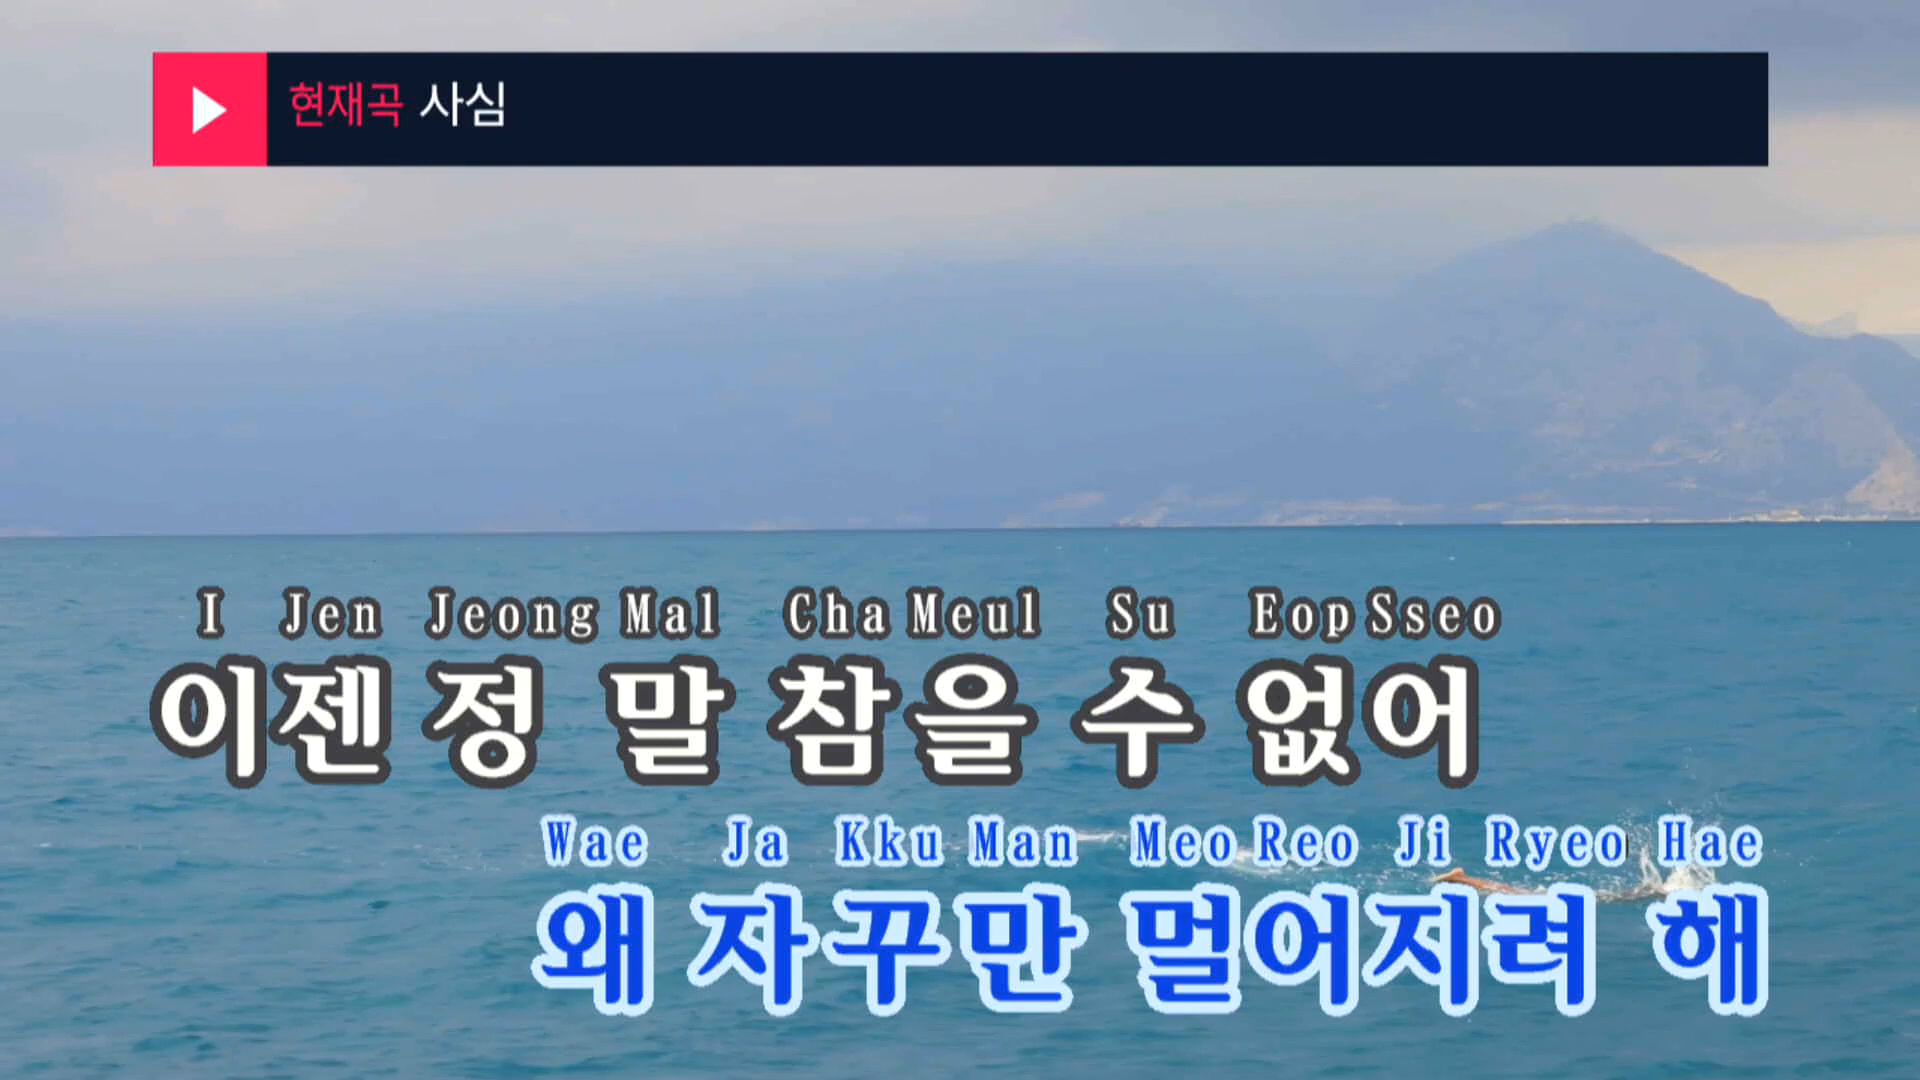 현재곡 사심
I Jen Jeong Mal Cha Meul Su Eop Sseo
이젠 정말 참을 수 없어
Wae Ja Kku Man Meo Reo Ji Ryeo Hae
왜 자꾸만 멀어지려 해